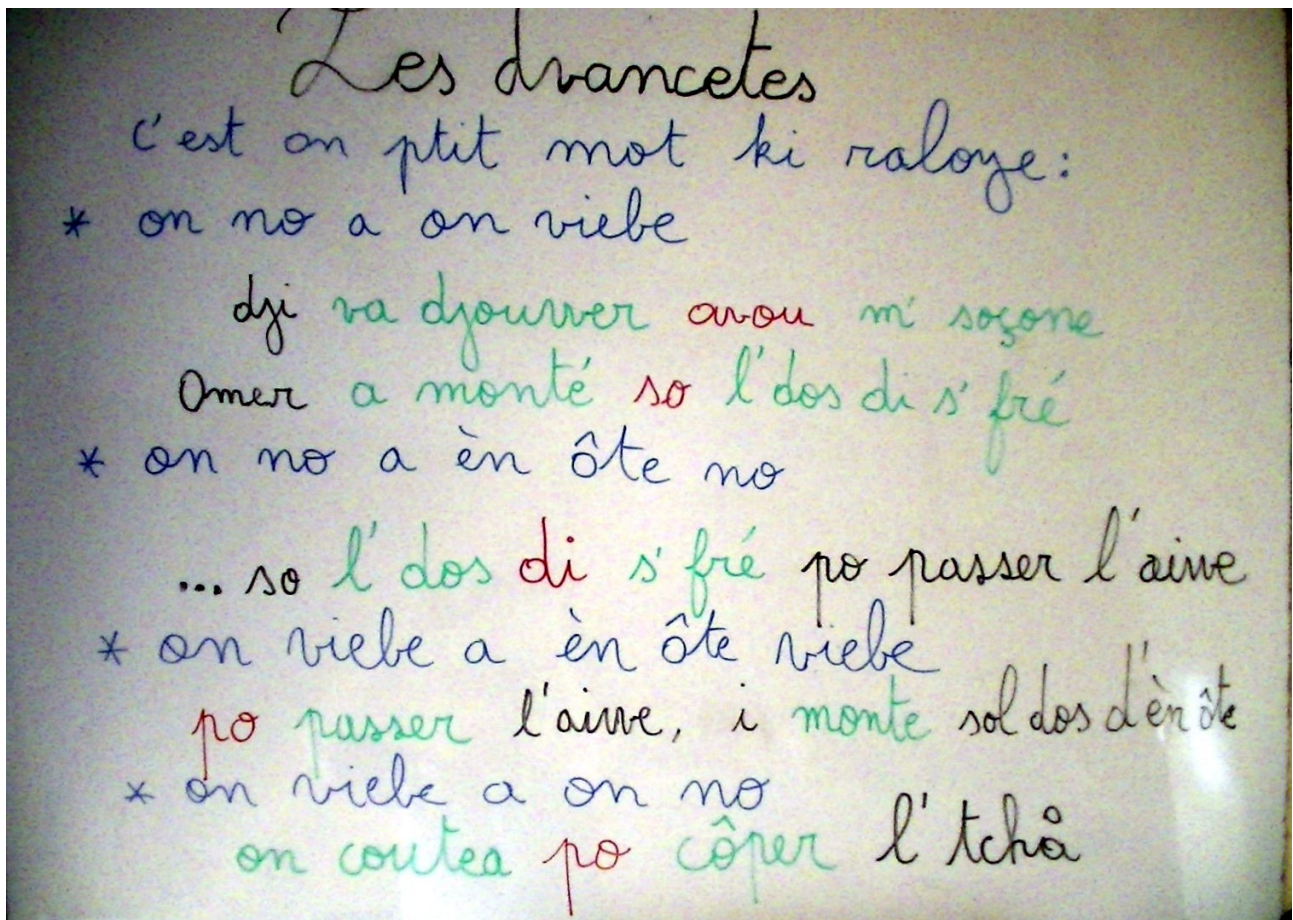 Les dvancetes
c'est on ptit mot ki raloye:
* on no a on viebe
dji va djouwer avou m' soçone
Omer a monté so l'dos di s' fré
* on no a èn ôte no
... so l' dos di s' fré po passer l'aiwe
* on viebe a èn ôte viebe
po passer l'aiwe, i monte sol dos d'èn ôte
* on viebe a on no
on coutea po côper l' tchå